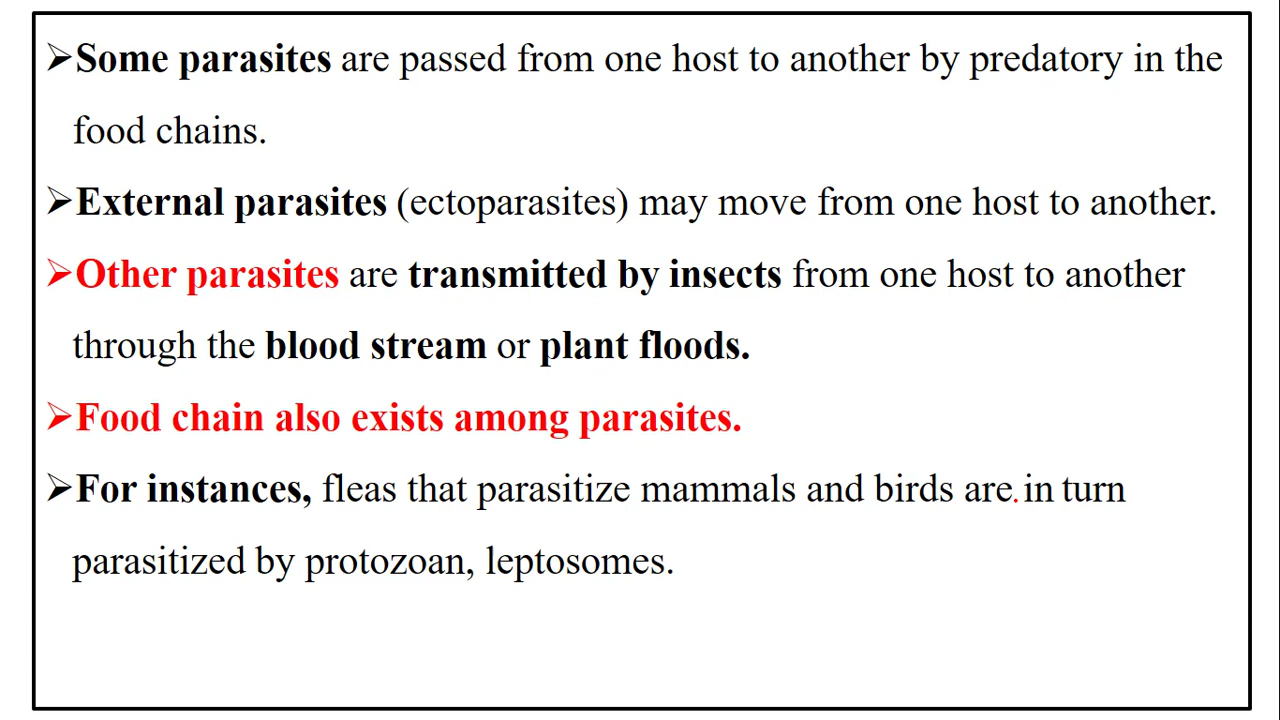 ➢Some parasites are passed from one host to another by predatory in the
food chains.
➢External parasites (ectoparasites) may move from one host to another.
➢Other parasites are transmitted by insects from one host to another
through the blood stream or plant floods.
➢Food chain also exists among parasites.
➢For instances, fleas that parasitize mammals and birds are in turn
parasitized by protozoan, leptosomes.